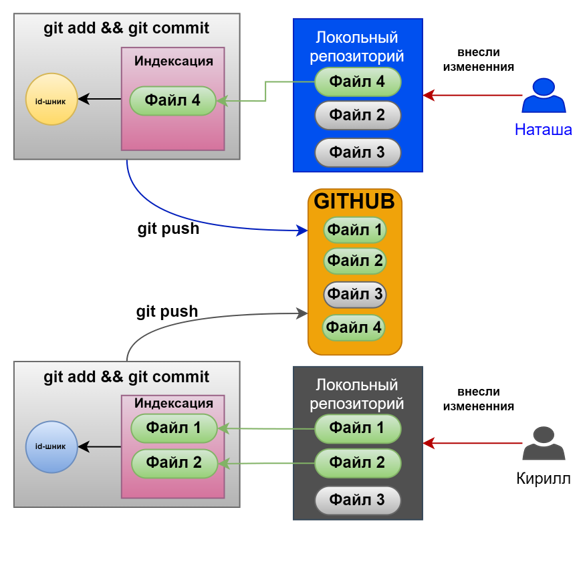 git add && git commit
Индексация
Файл 4
id-шник
Локольный
репозиторий
Файл 4
Файл 2
Файл 3
внесли
изменнения
Наташа
git push
GITHUB
Файл 1
Файл 2
Файл 3
Файл 4
git push
git add && git commit
Индексация
Файл 1
Файл 2
id-шник
Локольный
репозиторий
Файл 1
Файл 2
Файл 3
внесли
изменнения
Кирилл